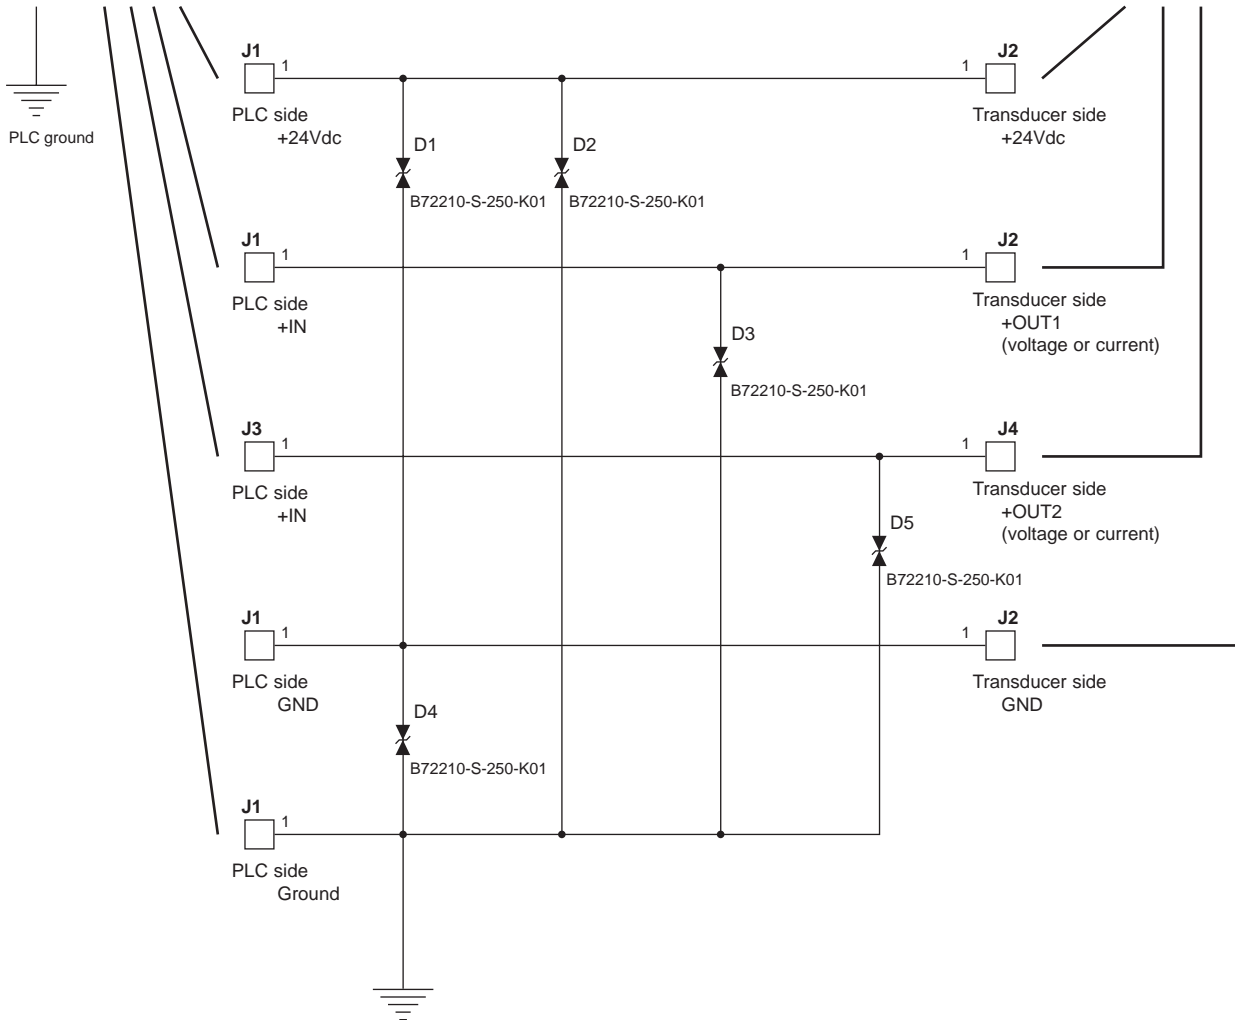 PLC ground
J1
1
PLC side
+24Vdc
1
J2
Transducer side
+24Vdc
D1
B72210-S-250-K01
D2
B72210-S-250-K01
J1
1
PLC side
+IN
1
J2
Transducer side
+OUT1
(voltage or current)
D3
B72210-S-250-K01
J3
1
PLC side
+IN
1
J4
Transducer side
+OUT2
(voltage or current)
D5
B72210-S-250-K01
J1
1
PLC side
GND
1
J2
Transducer side
GND
D4
B72210-S-250-K01
J1
1
PLC side
Ground